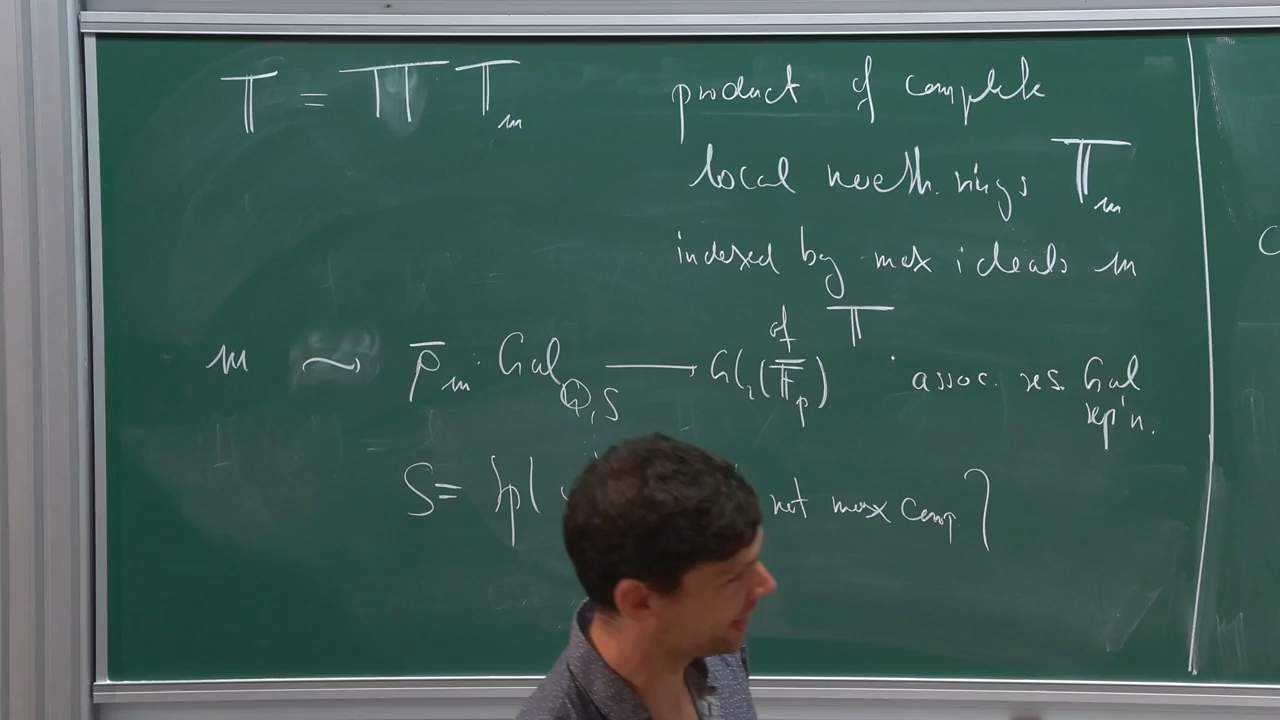 𝕋 = ∏ 𝕋_m product of complete
local noeth. rings 𝕋_m
indexed by max ideals m
of 𝕋.
m ⤳ ρ̄_m : Gal_{ℚ,S} ⟶ GL_2(𝔽̄_p) assoc. res. Gal
rep'n.
S = {p| not max comp}